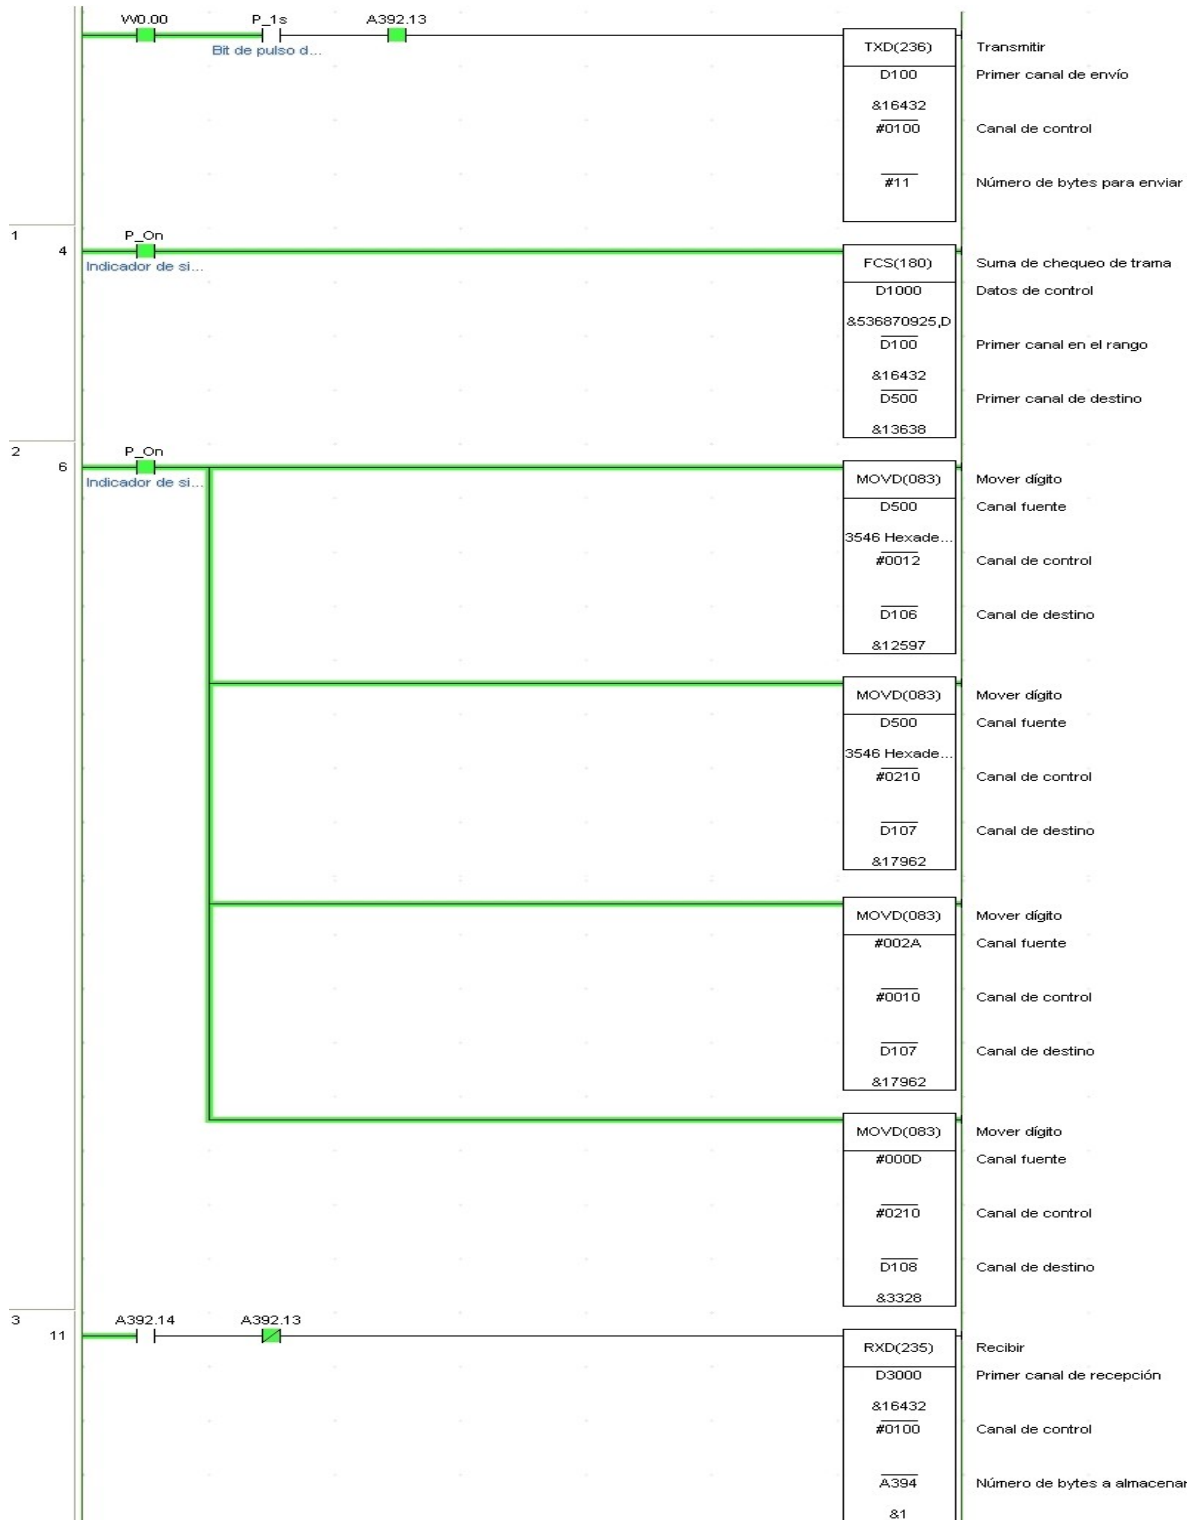 W0.00 P_1s A392.13
Bit de pulso d...
TXD(236) Transmitir
D100 Primer canal de envío
&16432
#0100 Canal de control
#11 Número de bytes para enviar
1
4
P_On
Indicador de si...
FCS(180) Suma de chequeo de trama
D1000 Datos de control
&536870925,D
D100 Primer canal en el rango
&16432
D500 Primer canal de destino
&13638
2
6
P_On
Indicador de si...
MOVD(083) Mover dígito
D500 Canal fuente
3546 Hexade...
#0012 Canal de control
D106 Canal de destino
&12597
MOVD(083) Mover dígito
D500 Canal fuente
3546 Hexade...
#0210 Canal de control
D107 Canal de destino
&17962
MOVD(083) Mover dígito
#002A Canal fuente
#0010 Canal de control
D107 Canal de destino
&17962
MOVD(083) Mover dígito
#000D Canal fuente
#0210 Canal de control
D108 Canal de destino
&3328
3
11
A392.14 A392.13
RXD(235) Recibir
D3000 Primer canal de recepción
&16432
#0100 Canal de control
A394 Número de bytes a almacenar
&1